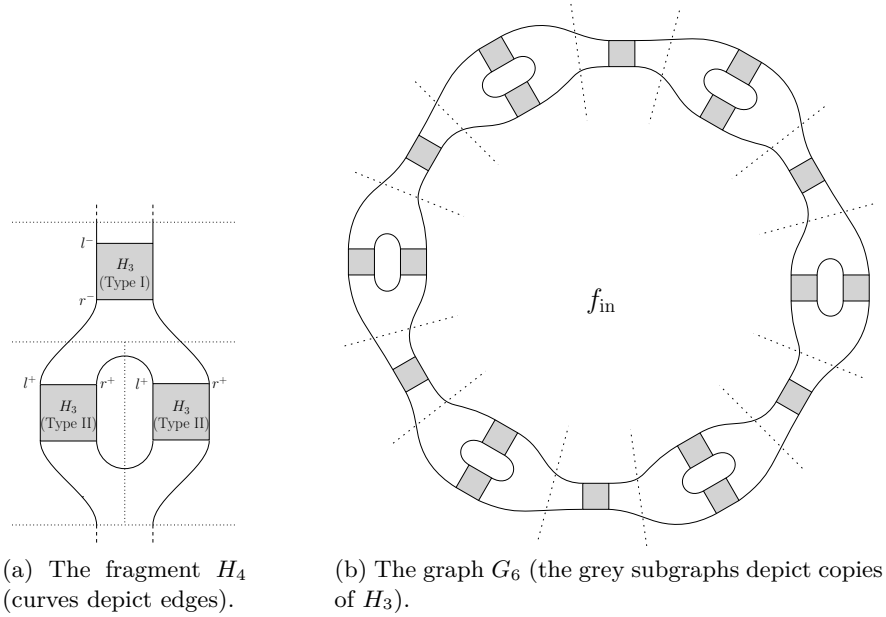 l⁻
H₃
(Type I)
r⁻
l⁺ r⁺ l⁺ r⁺
H₃ H₃
(Type II) (Type II)
f_in
(a) The fragment H₄
(curves depict edges).
(b) The graph G₆ (the grey subgraphs depict copies
of H₃).